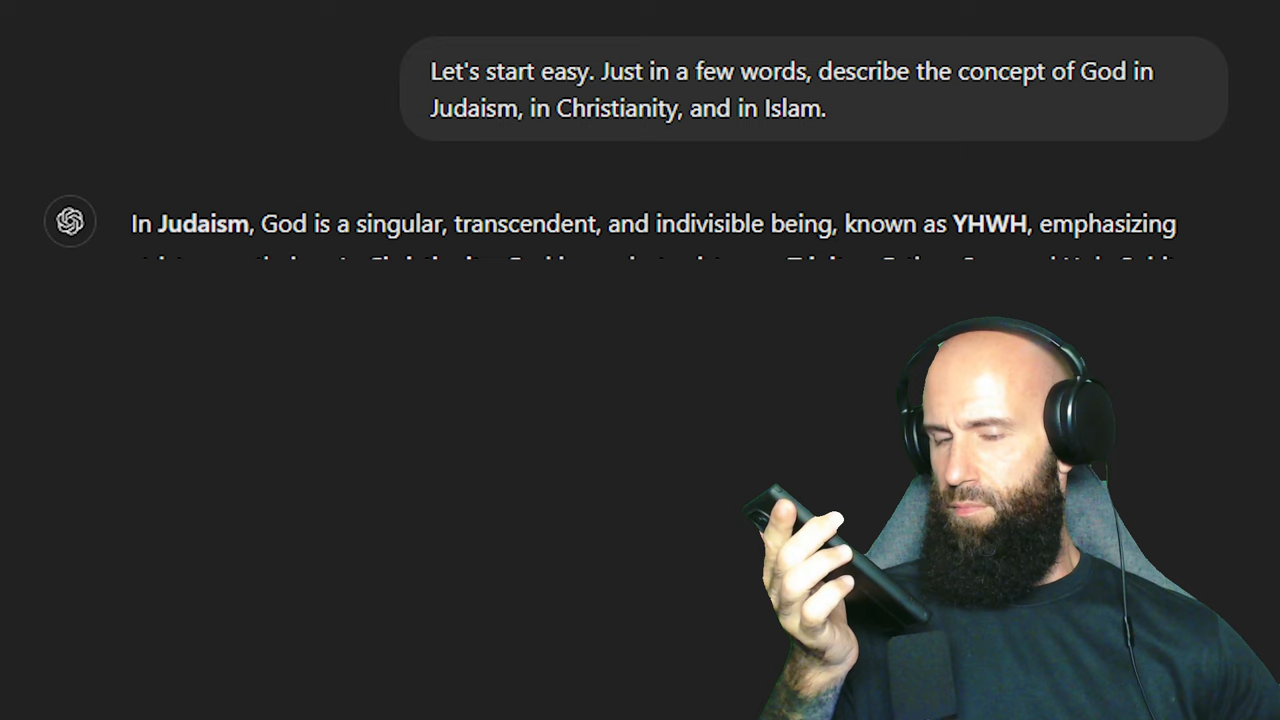 Let's start easy. Just in a few words, describe the concept of God in
Judaism, in Christianity, and in Islam.
In Judaism, God is a singular, transcendent, and indivisible being, known as YHWH, emphasizing